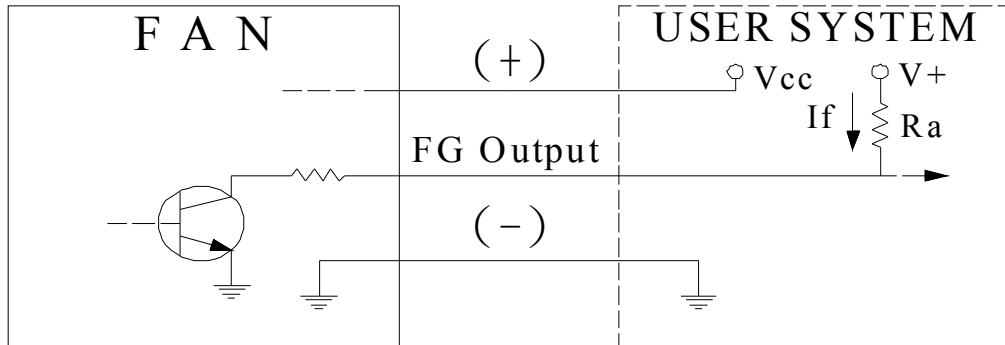 F A N
USER SYSTEM
(+)
Vcc
V+
If
Ra
FG Output
(-)